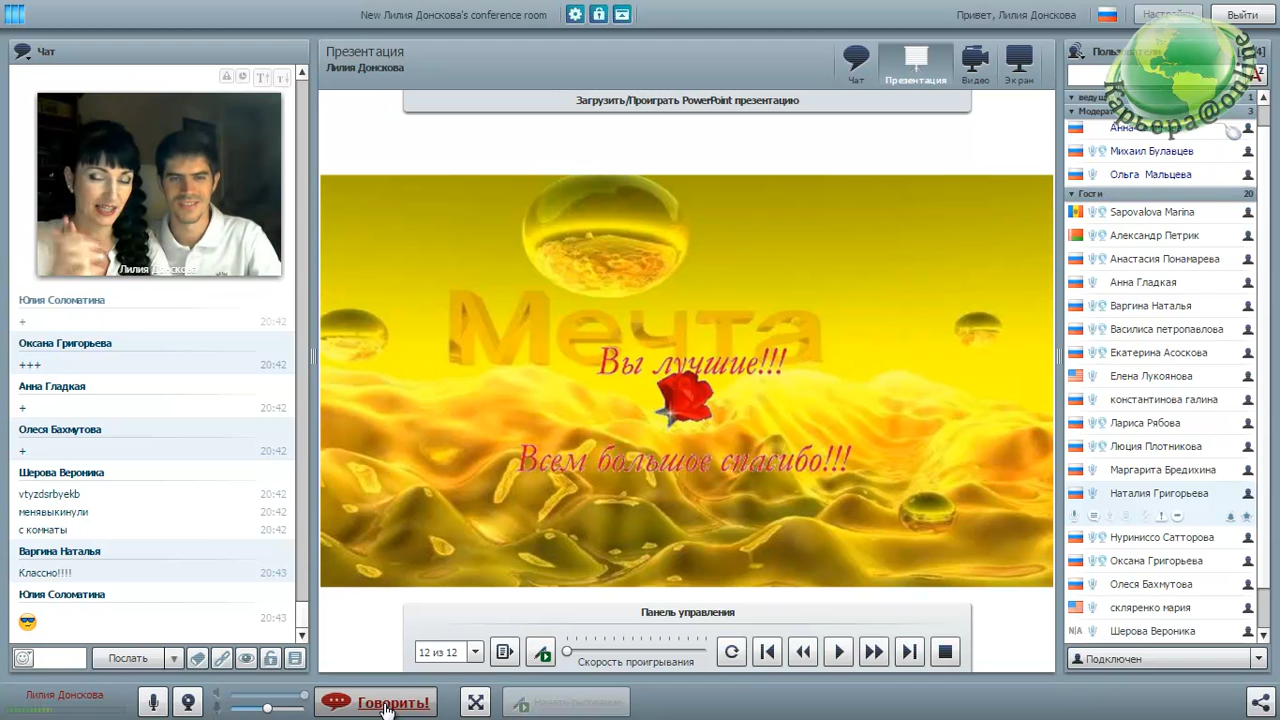 New Лилия Донскова's conference room
Привет, Лилия Донскова
Настройки
Выйти
Чат
Лилия Донскова
Юлия Соломатина
+ 20:42
Оксана Григорьева
+++ 20:42
Анна Гладкая
+ 20:42
Олеся Бахмутова
+ 20:42
Шерова Вероника
vtyzdsrbyekb 20:42
менявыкинули 20:42
с комнаты 20:42
Варгина Наталья
Классно!!!! 20:43
Юлия Соломатина
20:43
Послать
Презентация
Лилия Донскова
Чат
Презентация
Видео
Экран
Загрузить/Проиграть PowerPoint презентацию
Мечта
Вы лучшие!!!
Всем большое спасибо!!!
Панель управления
12 из 12
Скорость проигрывания
карьера@online
Модерат 3
Михаил Булавцев
Ольга Мальцева
Гости 20
Sapovalova Marina
Александр Петрик
Анастасия Понамарева
Анна Гладкая
Варгина Наталья
Василиса петропавлова
Екатерина Асоскова
Елена Лукоянова
константинова галина
Лариса Рябова
Люция Плотникова
Маргарита Бредихина
Наталия Григорьева
Нуриниссо Сатторова
Оксана Григорьева
Олеся Бахмутова
скляренко мария
N/A Шерова Вероника
Подключен
Лилия Донскова
Говорить!